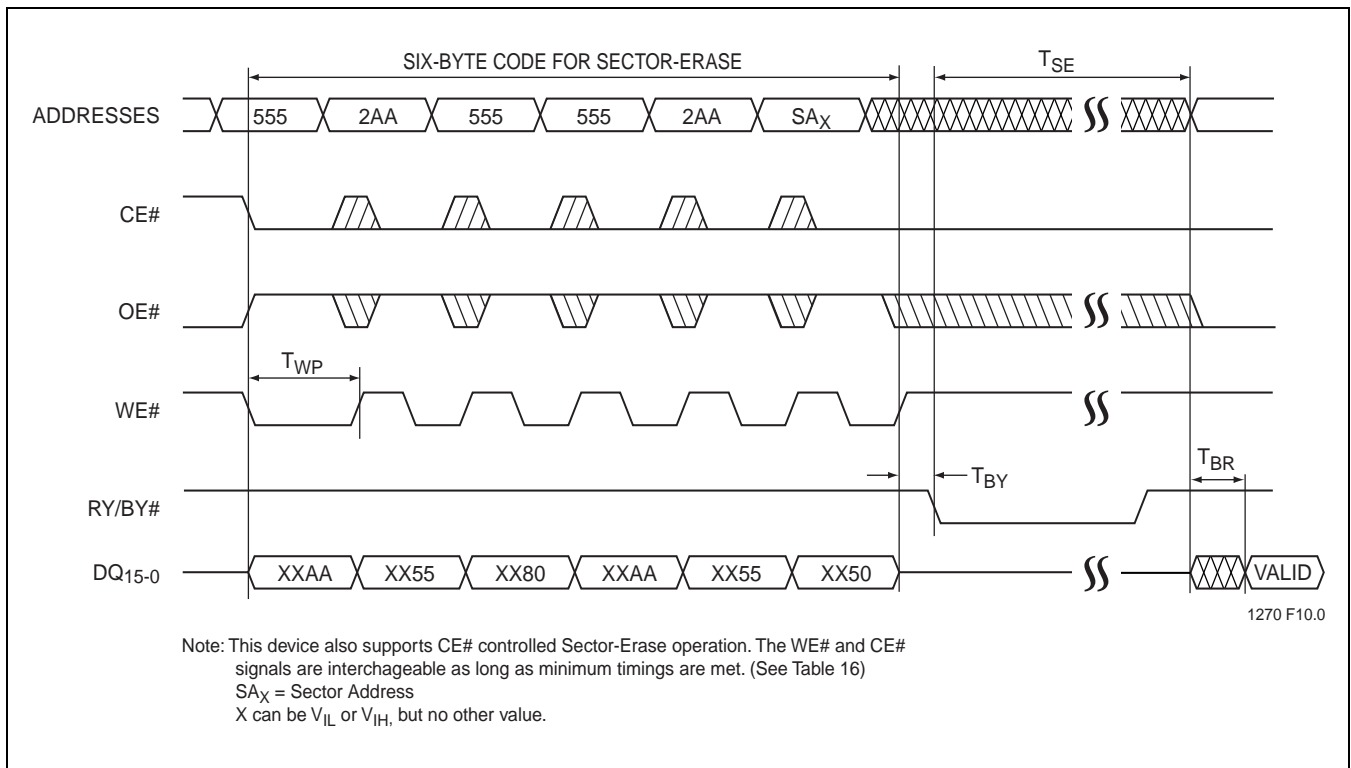 SIX-BYTE CODE FOR SECTOR-ERASE
TSE
ADDRESSES 555 2AA 555 555 2AA SAX
CE#
OE#
TWP
WE#
TBY
TBR
RY/BY#
DQ15-0 XXAA XX55 XX80 XXAA XX55 XX50 VALID
1270 F10.0
Note: This device also supports CE# controlled Sector-Erase operation. The WE# and CE#
signals are interchageable as long as minimum timings are met. (See Table 16)
SAX = Sector Address
X can be VIL or VIH, but no other value.